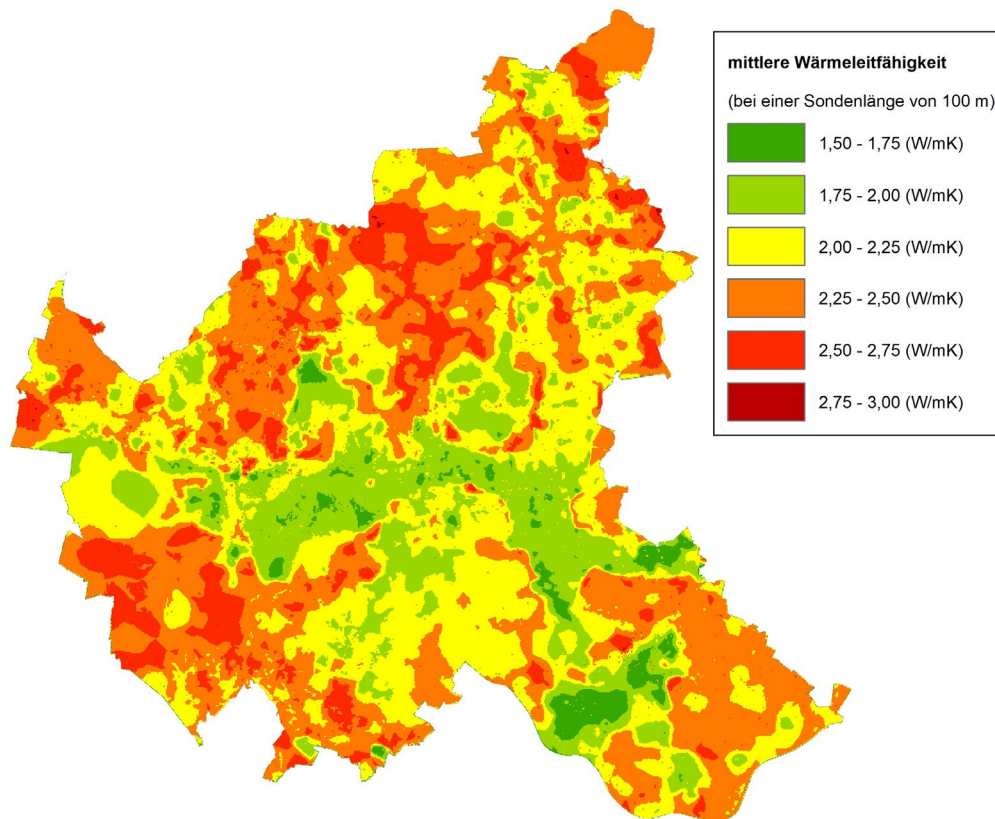 mittlere Wärmeleitfähigkeit
(bei einer Sondenlänge von 100 m)
1,50 - 1,75 (W/mK)
1,75 - 2,00 (W/mK)
2,00 - 2,25 (W/mK)
2,25 - 2,50 (W/mK)
2,50 - 2,75 (W/mK)
2,75 - 3,00 (W/mK)